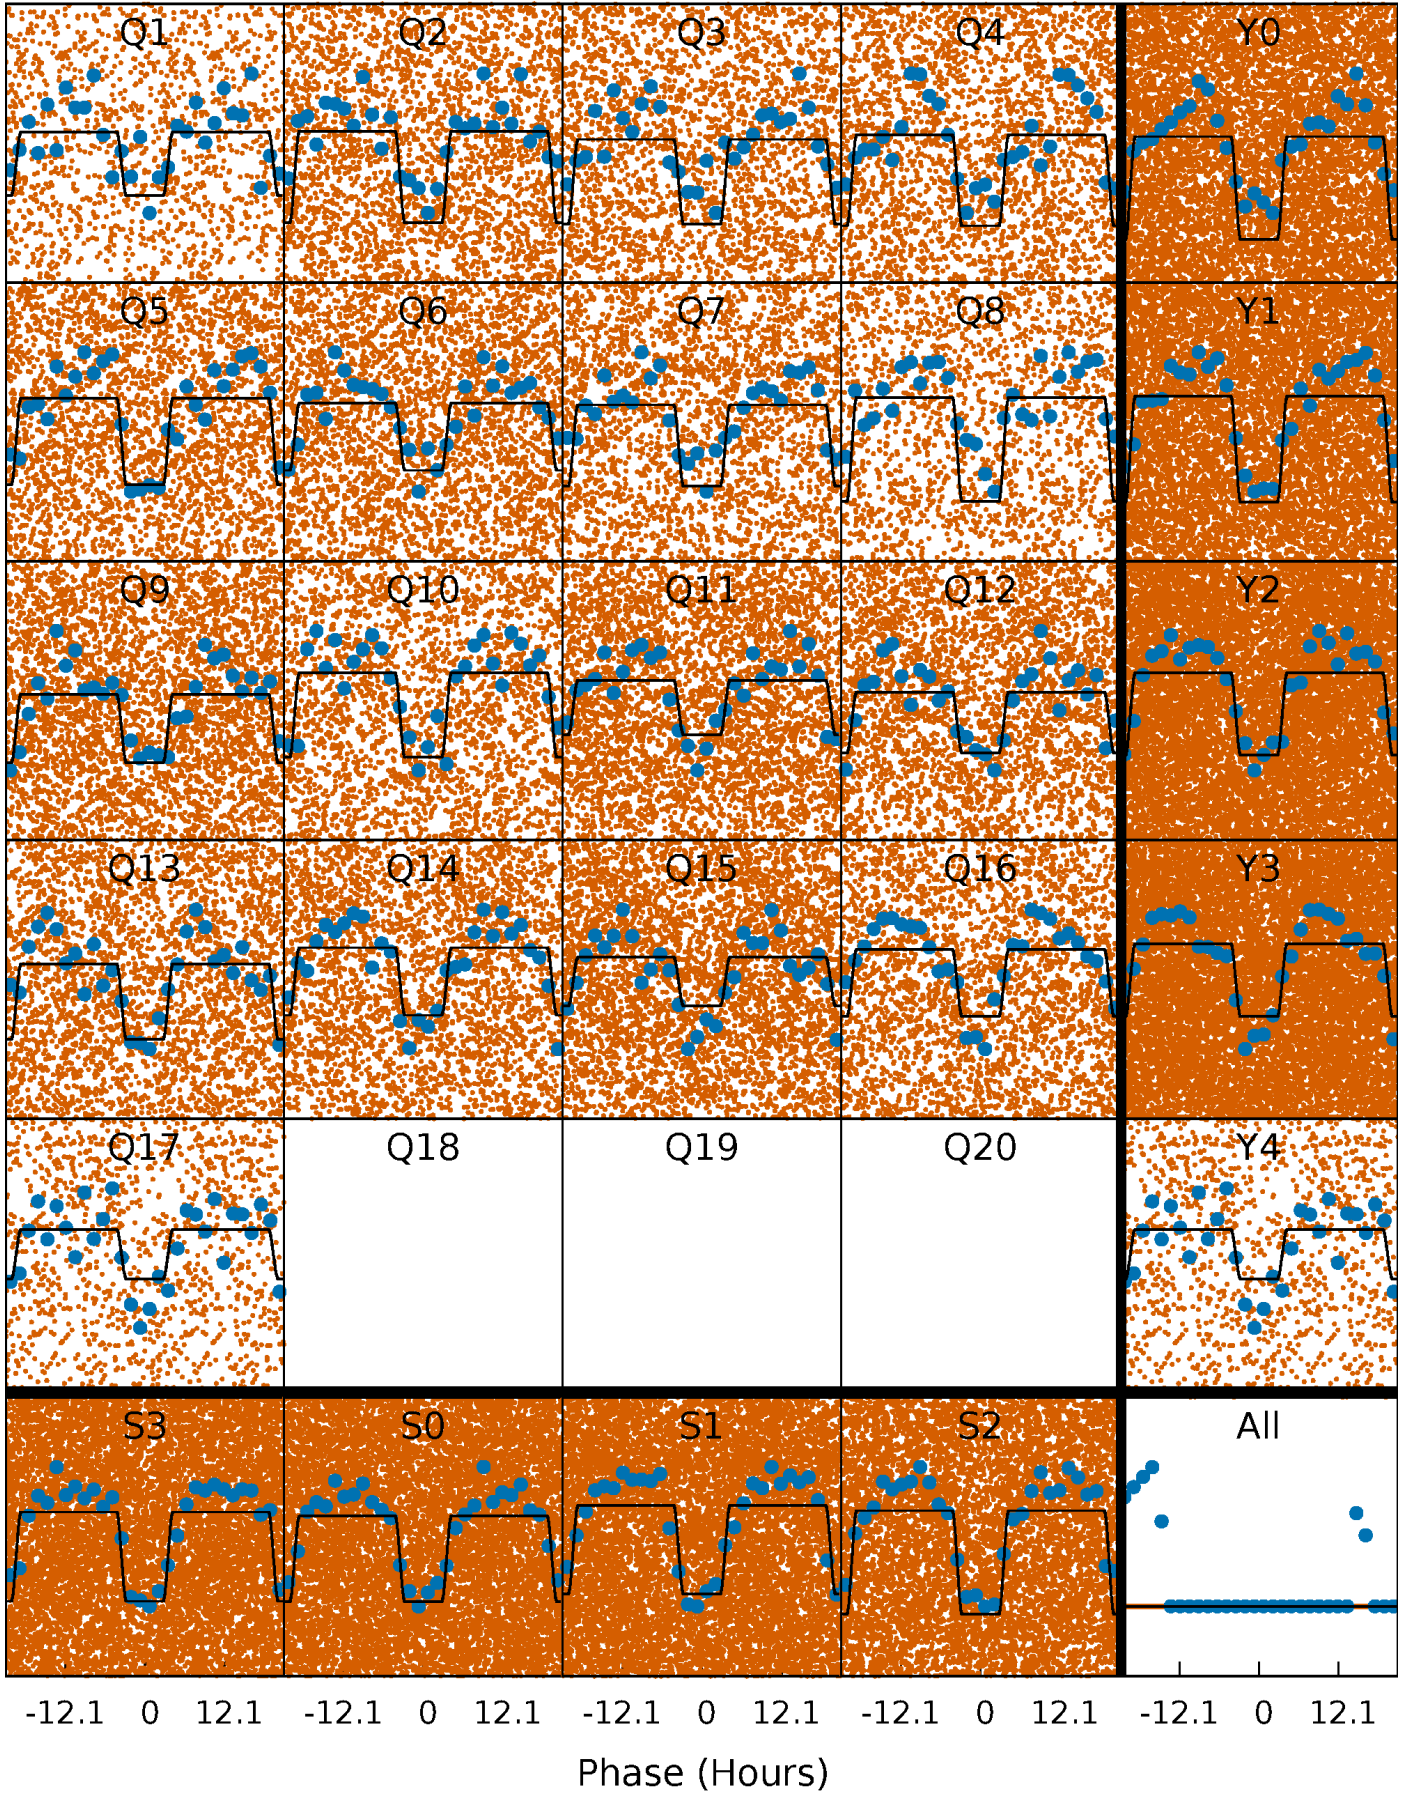 Q1 Q2 Q3 Q4 Y0
Q5 Q6 Q7 Q8 Y1
Q9 Q10 Q11 Q12 Y2
Q13 Q14 Q15 Q16 Y3
Q17 Q18 Q19 Q20 Y4
S3 S0 S1 S2 All
-12.1 0 12.1 -12.1 0 12.1 -12.1 0 12.1 -12.1 0 12.1 -12.1 0 12.1
Phase (Hours)